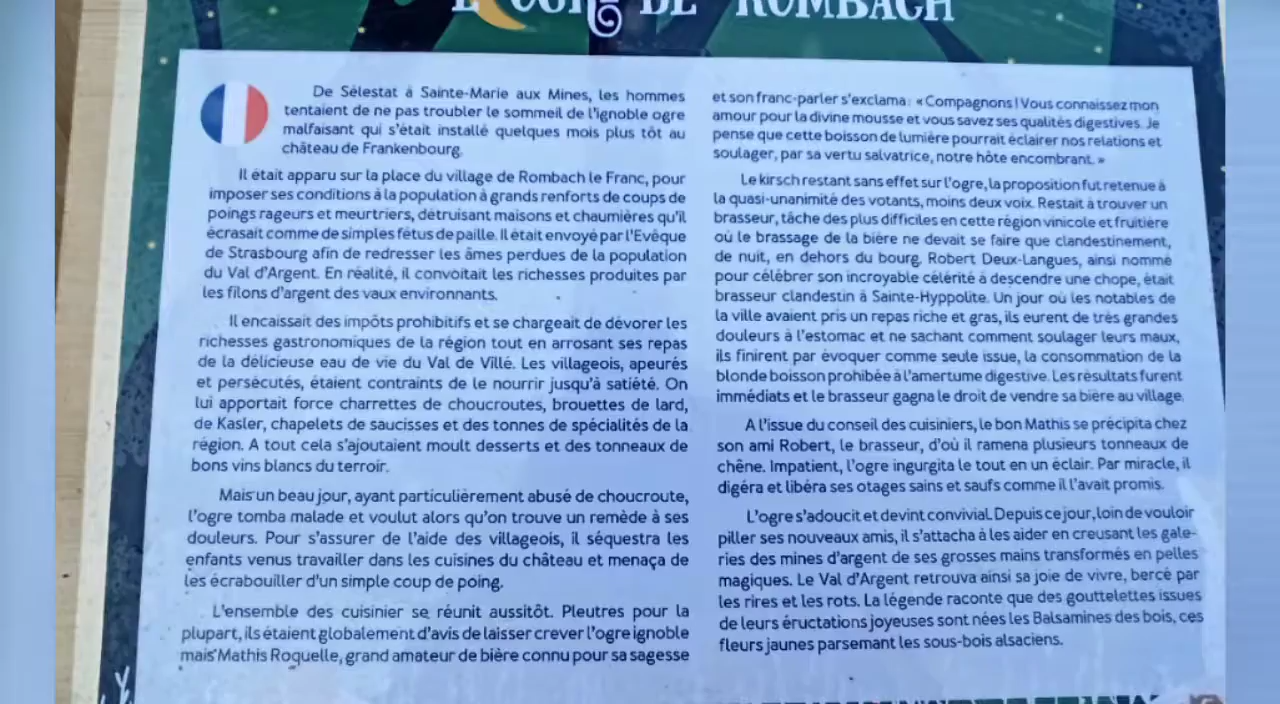 L'OGRE DE ROMBACH
De Sélestat à Sainte-Marie aux Mines, les hommes
tentaient de ne pas troubler le sommeil de l'ignoble ogre
malfaisant qui s'était installé quelques mois plus tôt au
château de Frankenbourg.
Il était apparu sur la place du village de Rombach le Franc, pour
imposer ses conditions à la population à grands renforts de coups de
poings rageurs et meurtriers, détruisant maisons et chaumières qu'il
écrasait comme de simples fétus de paille. Il était envoyé par l'Evêque
de Strasbourg afin de redresser les âmes perdues de la population
du Val d'Argent. En réalité, il convoitait les richesses produites par
les filons d'argent des vaux environnants.
Il encaissait des impôts prohibitifs et se chargeait de dévorer les
richesses gastronomiques de la région tout en arrosant ses repas
de la délicieuse eau de vie du Val de Villé. Les villageois, apeurés
et persécutés, étaient contraints de le nourrir jusqu'à satiété. On
lui apportait force charrettes de choucroutes, brouettes de lard,
de Kasler, chapelets de saucisses et des tonnes de spécialités de la
région. A tout cela s'ajoutaient moult desserts et des tonneaux de
bons vins blancs du terroir.
Mais un beau jour, ayant particulièrement abusé de choucroute,
l'ogre tomba malade et voulut alors qu'on trouve un remède à ses
douleurs. Pour s'assurer de l'aide des villageois, il séquestra les
enfants venus travailler dans les cuisines du château et menaça de
les écrabouiller d'un simple coup de poing.
L'ensemble des cuisinier se réunit aussitôt. Pleutres pour la
plupart, ils étaient globalement d'avis de laisser crever l'ogre ignoble
mais Mathis Roquelle, grand amateur de bière connu pour sa sagesse
et son franc-parler s'exclama : « Compagnons ! Vous connaissez mon
amour pour la divine mousse et vous savez ses qualités digestives. Je
pense que cette boisson de lumière pourrait éclairer nos relations et
soulager, par sa vertu salvatrice, notre hôte encombrant. »
Le kirsch restant sans effet sur l'ogre, la proposition fut retenue à
la quasi-unanimité des votants, moins deux voix. Restait à trouver un
brasseur, tâche des plus difficiles en cette région vinicole et fruitière
où le brassage de la bière ne devait se faire que clandestinement,
de nuit, en dehors du bourg. Robert Deux-Langues, ainsi nommé
pour célébrer son incroyable célérité à descendre une chope, était
brasseur clandestin à Sainte-Hyppolite. Un jour où les notables de
la ville avaient pris un repas riche et gras, ils eurent de très grandes
douleurs à l'estomac et ne sachant comment soulager leurs maux,
ils finirent par évoquer comme seule issue, la consommation de la
blonde boisson prohibée à l'amertume digestive. Les résultats furent
immédiats et le brasseur gagna le droit de vendre sa bière au village.
A l'issue du conseil des cuisiniers, le bon Mathis se précipita chez
son ami Robert, le brasseur, d'où il ramena plusieurs tonneaux de
chêne. Impatient, l'ogre ingurgita le tout en un éclair. Par miracle, il
digéra et libéra ses otages sains et saufs comme il l'avait promis.
L'ogre s'adoucit et devint convivial. Depuis ce jour, loin de vouloir
piller ses nouveaux amis, il s'attacha à les aider en creusant les gale-
ries des mines d'argent de ses grosses mains transformés en pelles
magiques. Le Val d'Argent retrouva ainsi sa joie de vivre, bercé par
les rires et les rots. La légende raconte que des gouttelettes issues
de leurs éructations joyeuses sont nées les Balsamines des bois, ces
fleurs jaunes parsemant les sous-bois alsaciens.